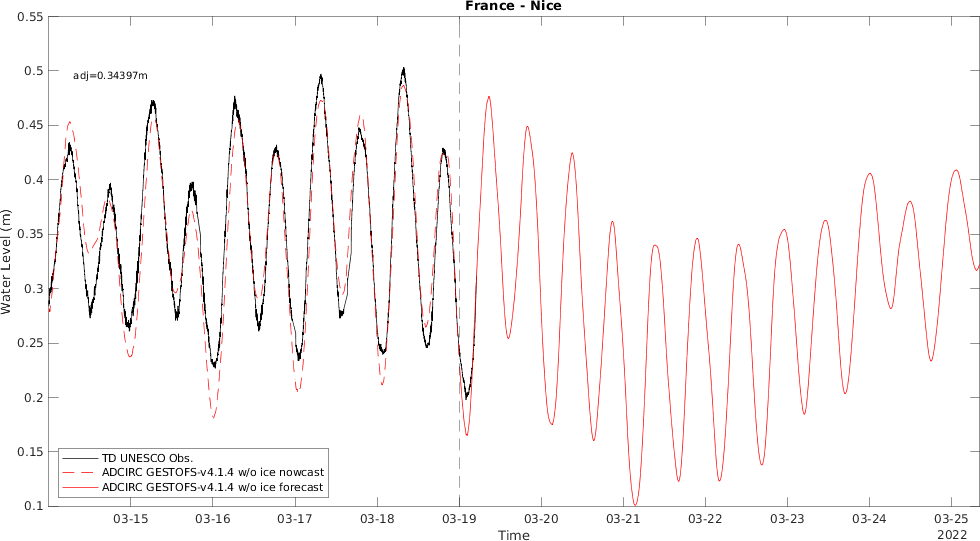 France - Nice
0.55
0.5
0.45
0.4
0.35
0.3
0.25
0.2
0.15
0.1
Water Level (m)
adj=0.34397m
TD UNESCO Obs.
ADCIRC GESTOFS-v4.1.4 w/o ice nowcast
ADCIRC GESTOFS-v4.1.4 w/o ice forecast
03-15 03-16 03-17 03-18 03-19 03-20 03-21 03-22 03-23 03-24 03-25
2022
Time